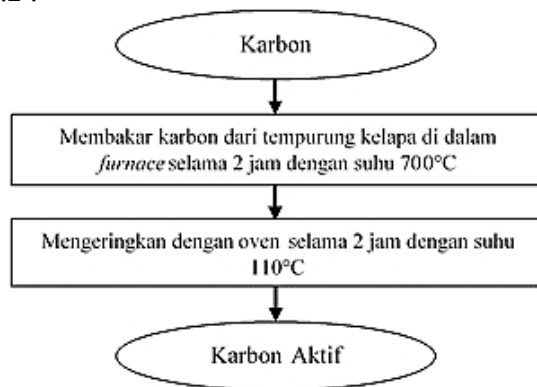 Karbon
Membakar karbon dari tempurung kelapa di dalam
furnace selama 2 jam dengan suhu 700°C
Mengeringkan dengan oven selama 2 jam dengan suhu
110°C
Karbon Aktif